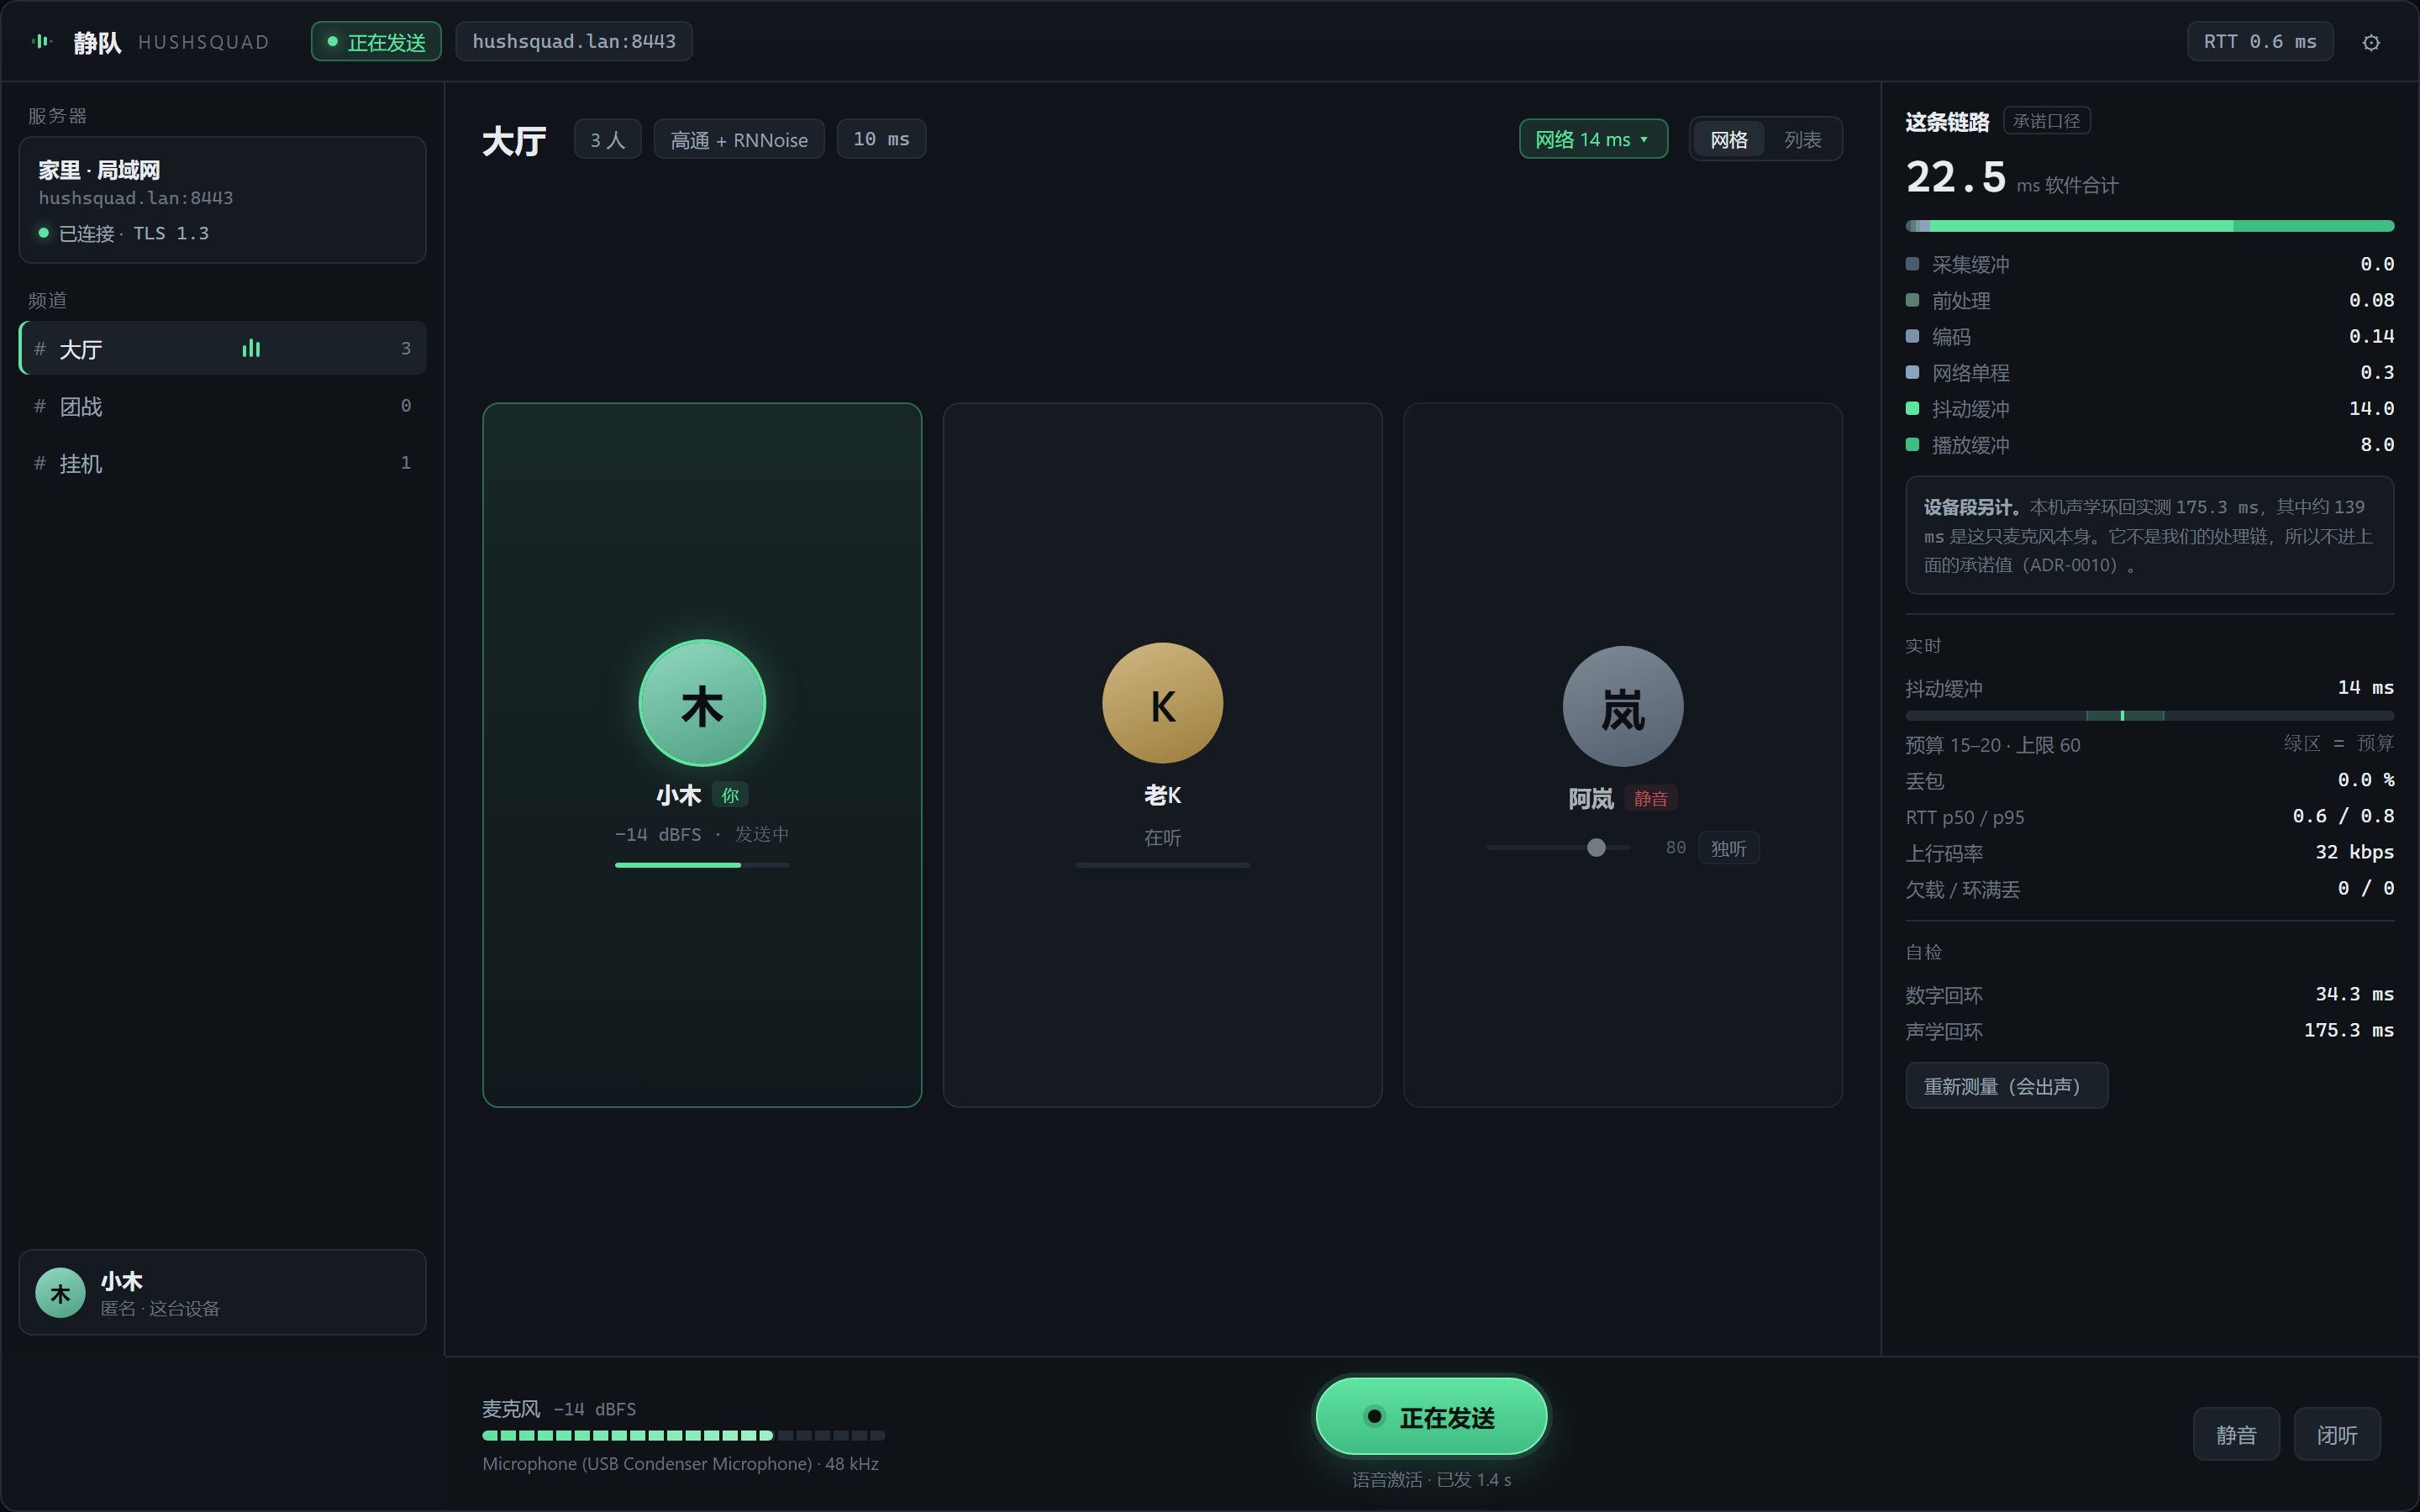 静队 HUSHSQUAD 正在发送 hushsquad.lan:8443 RTT 0.6 ms
服务器
家里 · 局域网
hushsquad.lan:8443
已连接 · TLS 1.3
频道
# 大厅 3
# 团战 0
# 挂机 1
木 小木
匿名 · 这台设备
大厅 3 人 高通 + RNNoise 10 ms 网络 14 ms ▾ 网格 列表
木
小木 你
−14 dBFS · 发送中
K
老K
在听
岚
阿岚 静音
80 独听
这条链路 承诺口径
22.5 ms 软件合计
采集缓冲 0.0
前处理 0.08
编码 0.14
网络单程 0.3
抖动缓冲 14.0
播放缓冲 8.0
设备段另计。本机声学环回实测 175.3 ms，其中约 139
ms 是这只麦克风本身。它不是我们的处理链，所以不进上
面的承诺值（ADR-0010）。
实时
抖动缓冲 14 ms
预算 15–20 · 上限 60 绿区 = 预算
丢包 0.0 %
RTT p50 / p95 0.6 / 0.8
上行码率 32 kbps
欠载 / 环满丢 0 / 0
自检
数字回环 34.3 ms
声学回环 175.3 ms
重新测量（会出声）
麦克风 −14 dBFS
Microphone (USB Condenser Microphone) · 48 kHz
正在发送
语音激活 · 已发 1.4 s
静音 闭听